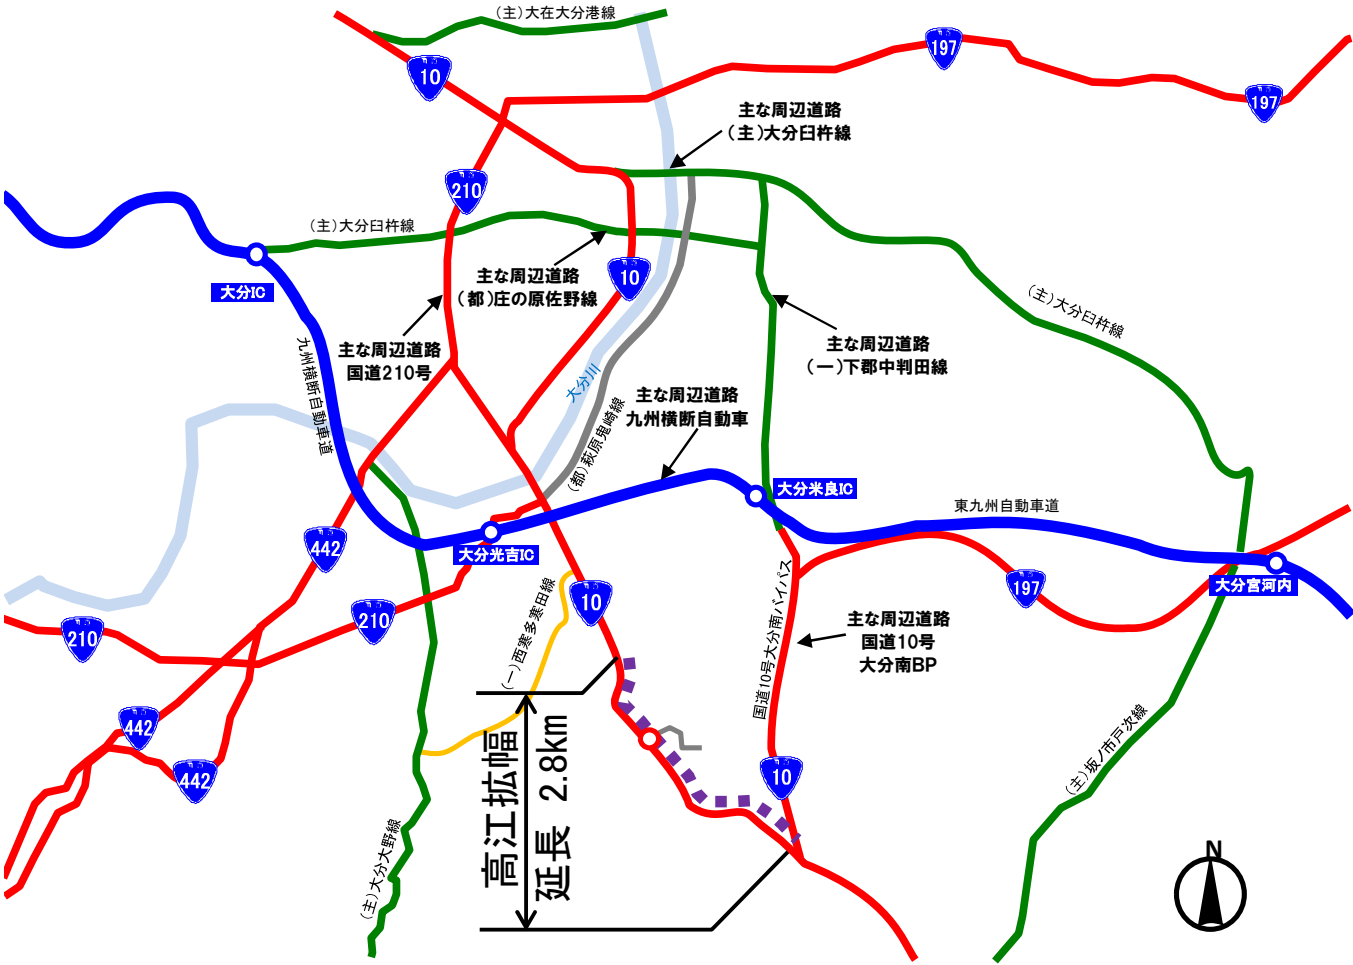 (主)大在大分港線
10
197
197
主な周辺道路
(主)大分臼杵線
210
(主)大分臼杵線
主な周辺道路
(都)庄の原佐野線
10
大分IC
主な周辺道路
国道210号
主な周辺道路
(一)下郡中判田線
(主)大分臼杵線
九州横断自動車道
大分川
(都)萩原鬼崎線
主な周辺道路
九州横断自動車
大分米良IC
東九州自動車道
442
大分光吉IC
大分宮河内
197
210
210
10
(一)西寒多寒田線
国道10号大分南バイパス
主な周辺道路
国道10号
大分南BP
442
442
10
高江拡幅
延長 2.8km
(主)坂ノ市戸次線
(主)大分大野線
N